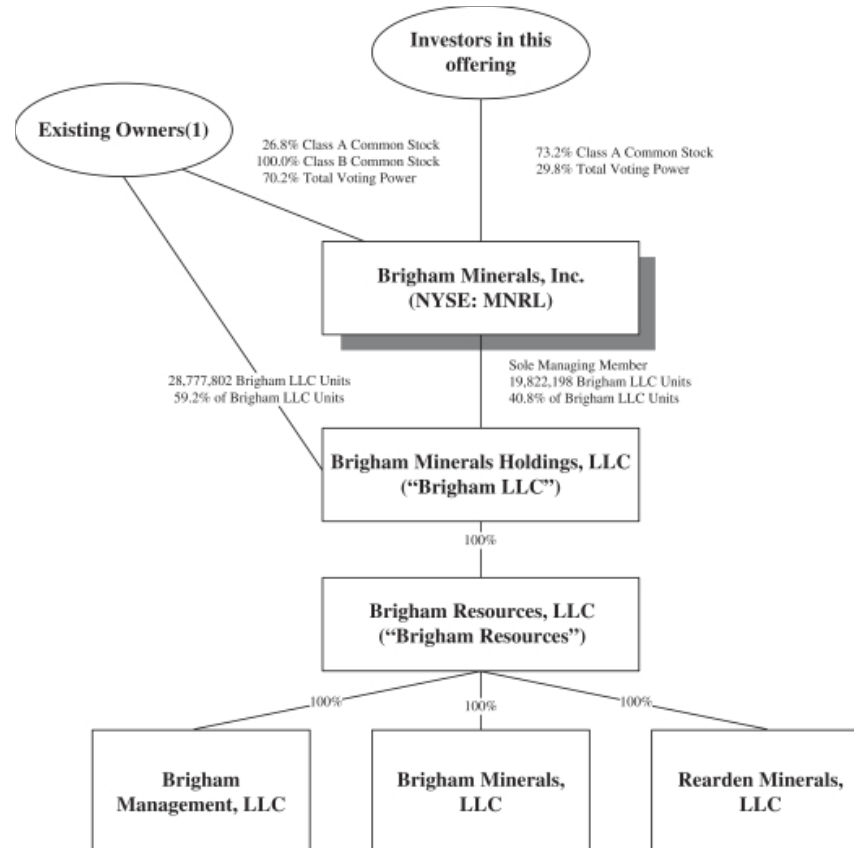 Investors in this
offering
Existing Owners(1)
26.8% Class A Common Stock
100.0% Class B Common Stock
70.2% Total Voting Power
73.2% Class A Common Stock
29.8% Total Voting Power
Brigham Minerals, Inc.
(NYSE: MNRL)
28,777,802 Brigham LLC Units
59.2% of Brigham LLC Units
Sole Managing Member
19,822,198 Brigham LLC Units
40.8% of Brigham LLC Units
Brigham Minerals Holdings, LLC
(“Brigham LLC”)
100%
Brigham Resources, LLC
(“Brigham Resources”)
100%
100%
100%
Brigham
Management, LLC
Brigham Minerals,
LLC
Rearden Minerals,
LLC